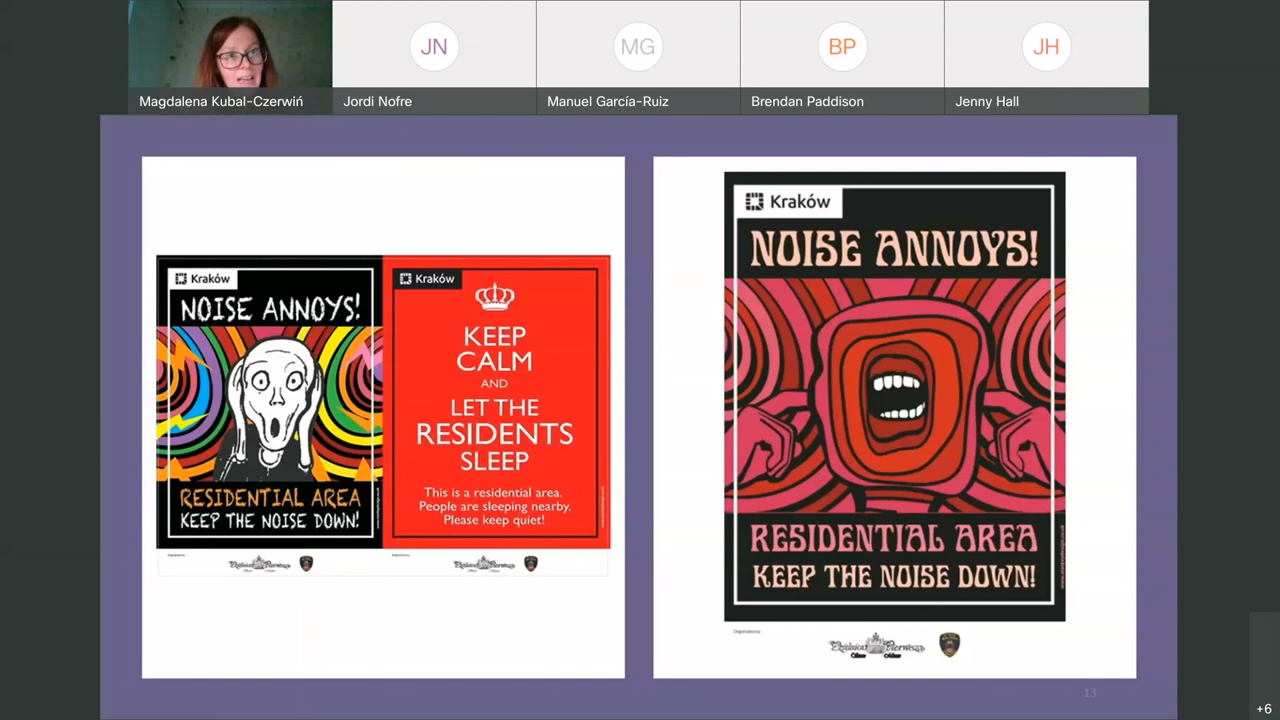 JN
MG
BP
JH
Magdalena Kubal-Czerwiń
Jordi Nofre
Manuel García-Ruiz
Brendan Paddison
Jenny Hall
Kraków
NOISE ANNOYS!
RESIDENTIAL AREA
KEEP THE NOISE DOWN!
Kraków
KEEP
CALM
AND
LET THE
RESIDENTS
SLEEP
This is a residential area.
People are sleeping nearby.
Please keep quiet!
Kraków
NOISE ANNOYS!
RESIDENTIAL AREA
KEEP THE NOISE DOWN!
Organizatorzy:
13
+6